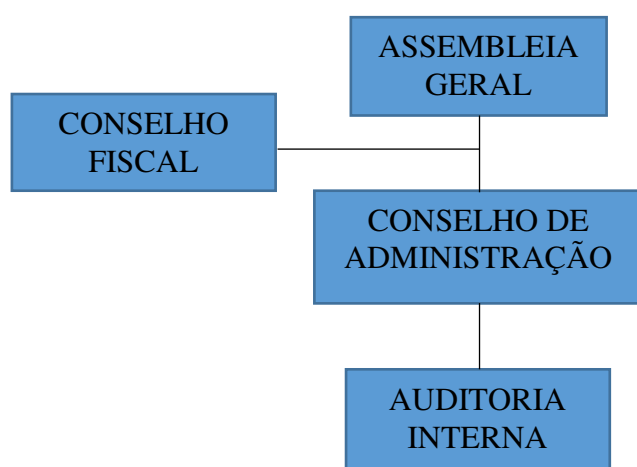 ASSEMBLEIA
GERAL
CONSELHO
FISCAL
CONSELHO DE
ADMINISTRAÇÃO
AUDITORIA
INTERNA